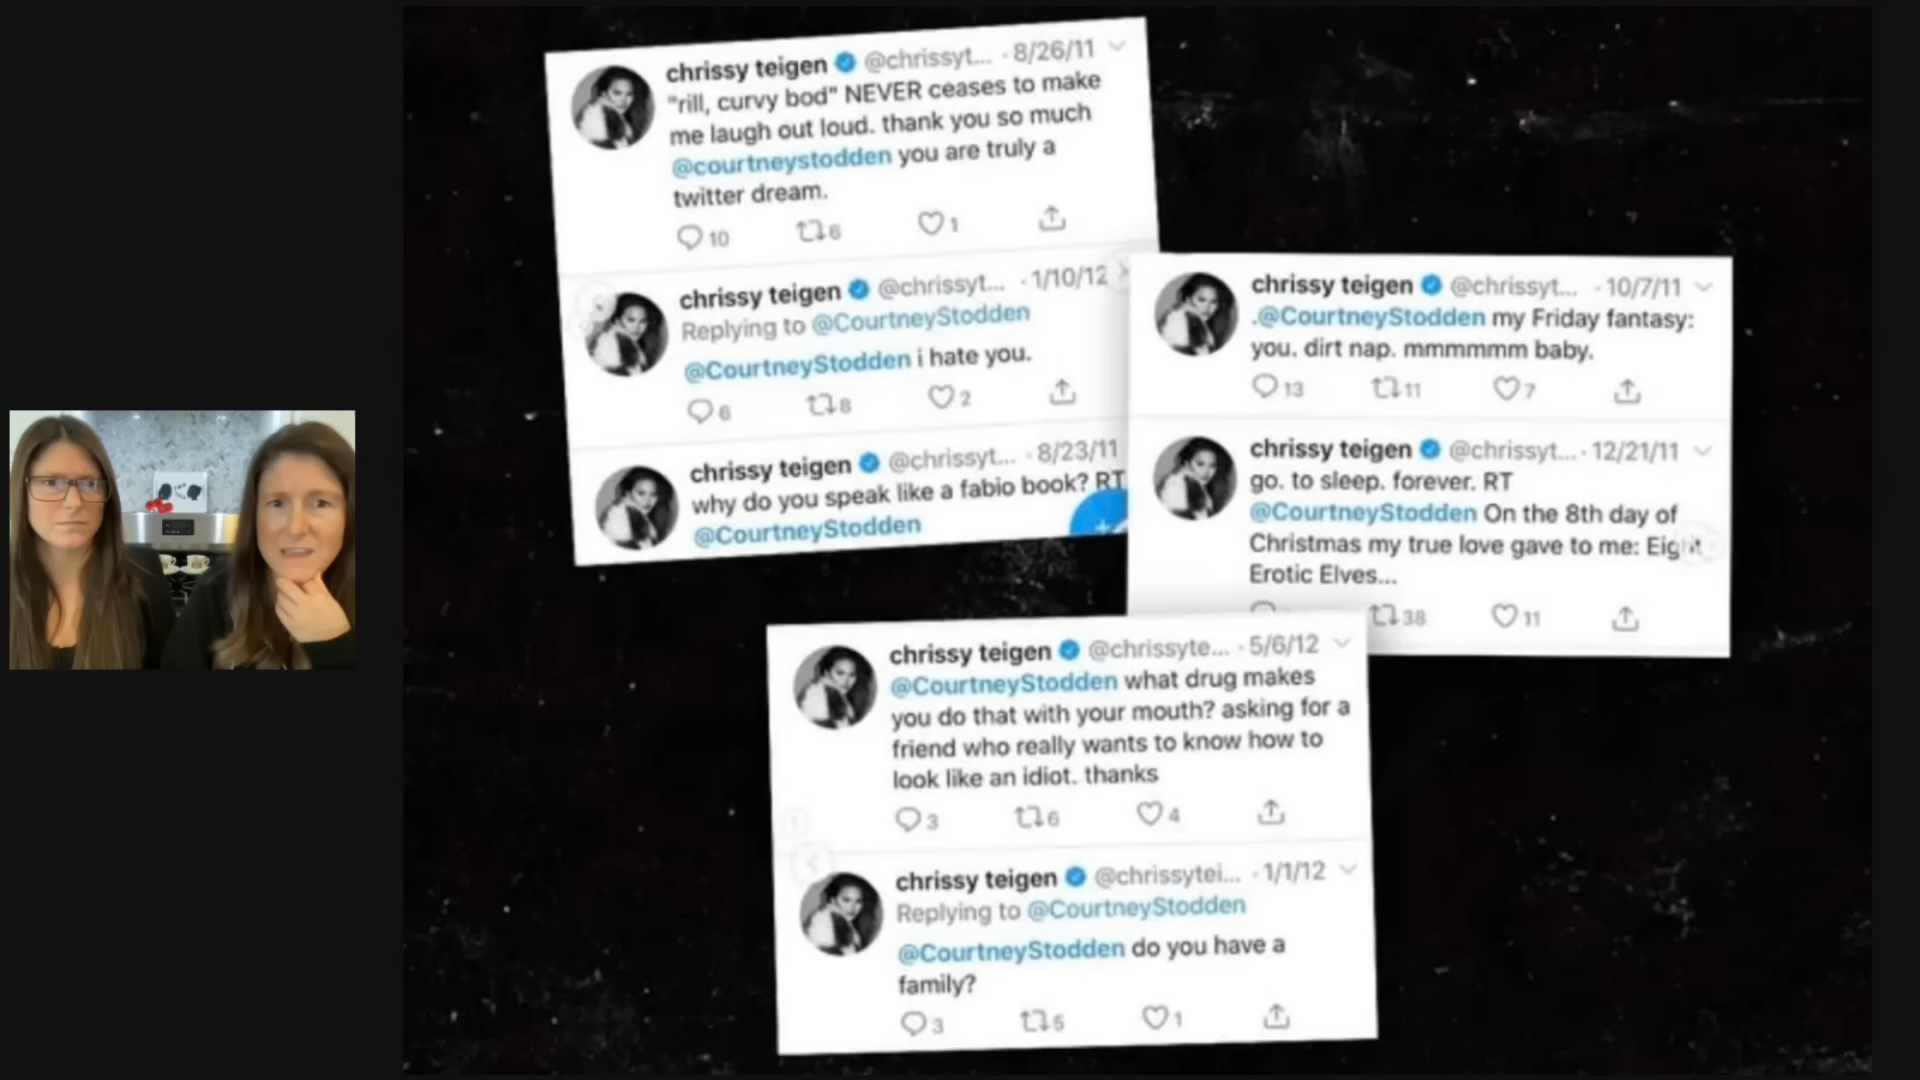 chrissy teigen @chrissyt... · 8/26/11
"rill, curvy bod" NEVER ceases to make
me laugh out loud. thank you so much
@courtneystodden you are truly a
twitter dream.
10 6 1
chrissy teigen @chrissyt... · 1/10/12
Replying to @CourtneyStodden
@CourtneyStodden i hate you.
6 8 2
chrissy teigen @chrissyt... · 8/23/11
why do you speak like a fabio book? RT
@CourtneyStodden
chrissy teigen @chrissyt... · 10/7/11
.@CourtneyStodden my Friday fantasy:
you. dirt nap. mmmmmm baby.
13 11 7
chrissy teigen @chrissyt... · 12/21/11
go. to sleep. forever. RT
@CourtneyStodden On the 8th day of
Christmas my true love gave to me: Eight
Erotic Elves...
38 11
chrissy teigen @chrissyte... · 5/6/12
@CourtneyStodden what drug makes
you do that with your mouth? asking for a
friend who really wants to know how to
look like an idiot. thanks
3 6 4
chrissy teigen @chrissytei... · 1/1/12
Replying to @CourtneyStodden
@CourtneyStodden do you have a
family?
3 5 1